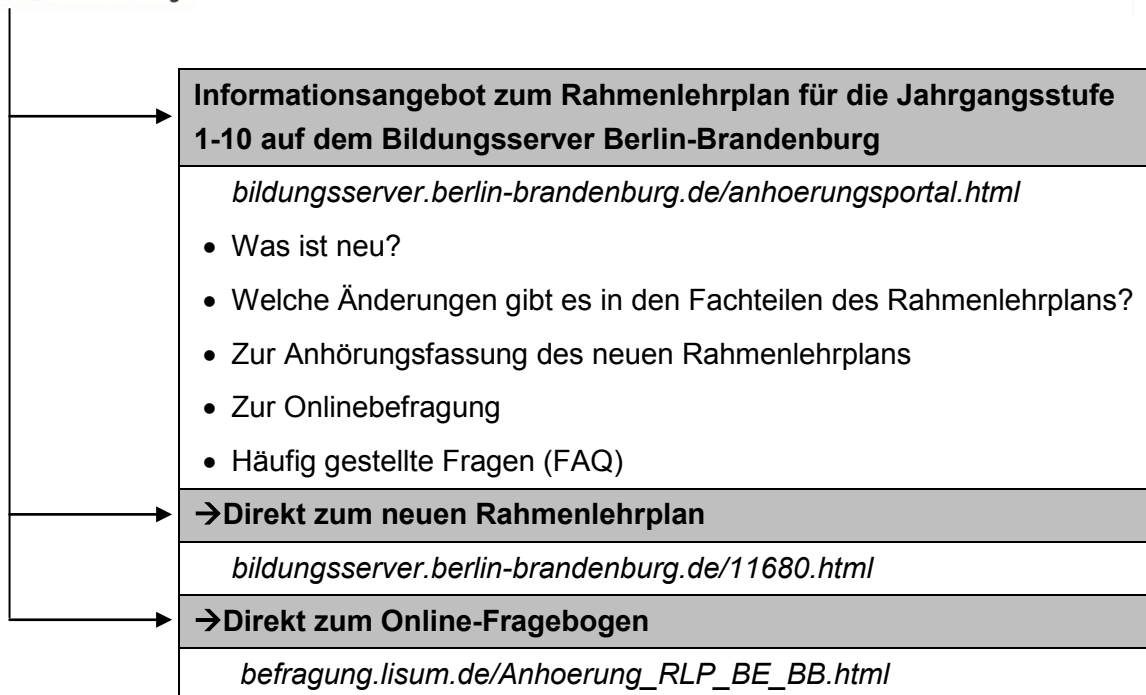 Informationsangebot zum Rahmenlehrplan für die Jahrgangsstufe
1-10 auf dem Bildungsserver Berlin-Brandenburg
bildungsserver.berlin-brandenburg.de/anhoerungsportal.html
• Was ist neu?
• Welche Änderungen gibt es in den Fachteilen des Rahmenlehrplans?
• Zur Anhörungsfassung des neuen Rahmenlehrplans
• Zur Onlinebefragung
• Häufig gestellte Fragen (FAQ)
→Direkt zum neuen Rahmenlehrplan
bildungsserver.berlin-brandenburg.de/11680.html
→Direkt zum Online-Fragebogen
befragung.lisum.de/Anhoerung_RLP_BE_BB.html